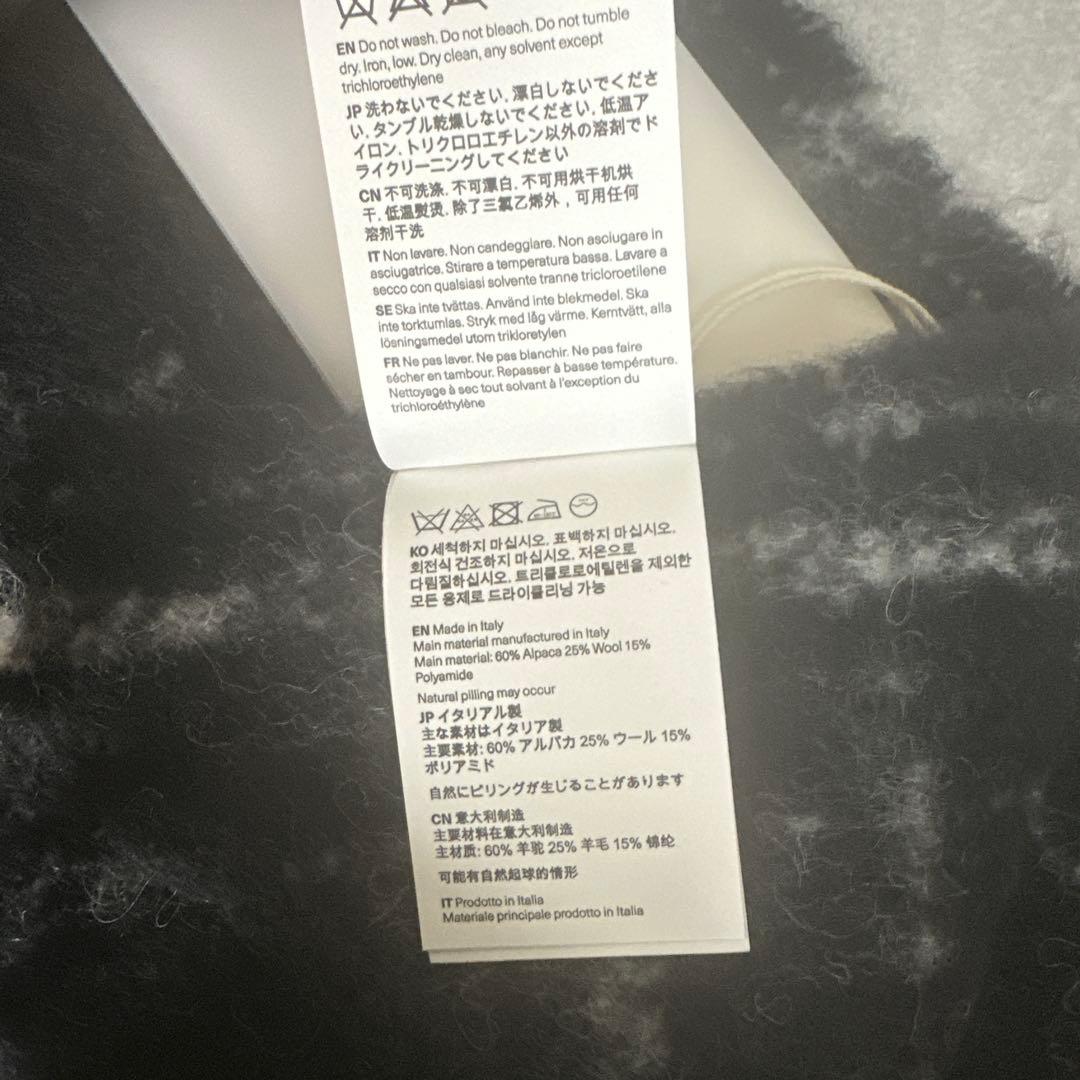 EN Do not wash. Do not bleach. Do not tumble
dry. Iron, low. Dry clean, any solvent except
trichloroethylene
JP 洗わないでください. 漂白しないでくださ
い. タンブル乾燥しないでください. 低温ア
イロン. トリクロロエチレン以外の溶剤でド
ライクリーニングしてください
CN 不可洗涤. 不可漂白. 不可用烘干机烘
干. 低温熨烫. 除了三氯乙烯外，可用任何
溶剂干洗
IT Non lavare. Non candeggiare. Non asciugare in
asciugatrice. Stirare a temperatura bassa. Lavare a
secco con qualsiasi solvente tranne tricloroetilene
SE Ska inte tvättas. Använd inte blekmedel. Ska
inte torktumlas. Stryk med låg värme. Kemtvätt, alla
lösningsmedel utom trikloretylen
FR Ne pas laver. Ne pas blanchir. Ne pas faire
sécher en tambour. Repasser à basse température.
Nettoyage à sec tout solvant à l'exception du
trichloroéthylène
KO 세척하지 마십시오. 표백하지 마십시오.
회전식 건조하지 마십시오. 저온으로
다림질하십시오. 트리클로로에틸렌을 제외한
모든 용제로 드라이클리닝 가능
EN Made in Italy
Main material manufactured in Italy
Main material: 60% Alpaca 25% Wool 15%
Polyamide
Natural pilling may occur
JP イタリアル製
主な素材はイタリア製
主要素材: 60% アルパカ 25% ウール 15%
ポリアミド
自然にピリングが生じることがあります
CN 意大利制造
主要材料在意大利制造
主材质: 60% 羊驼 25% 羊毛 15% 锦纶
可能有自然起球的情形
IT Prodotto in Italia
Materiale principale prodotto in Italia